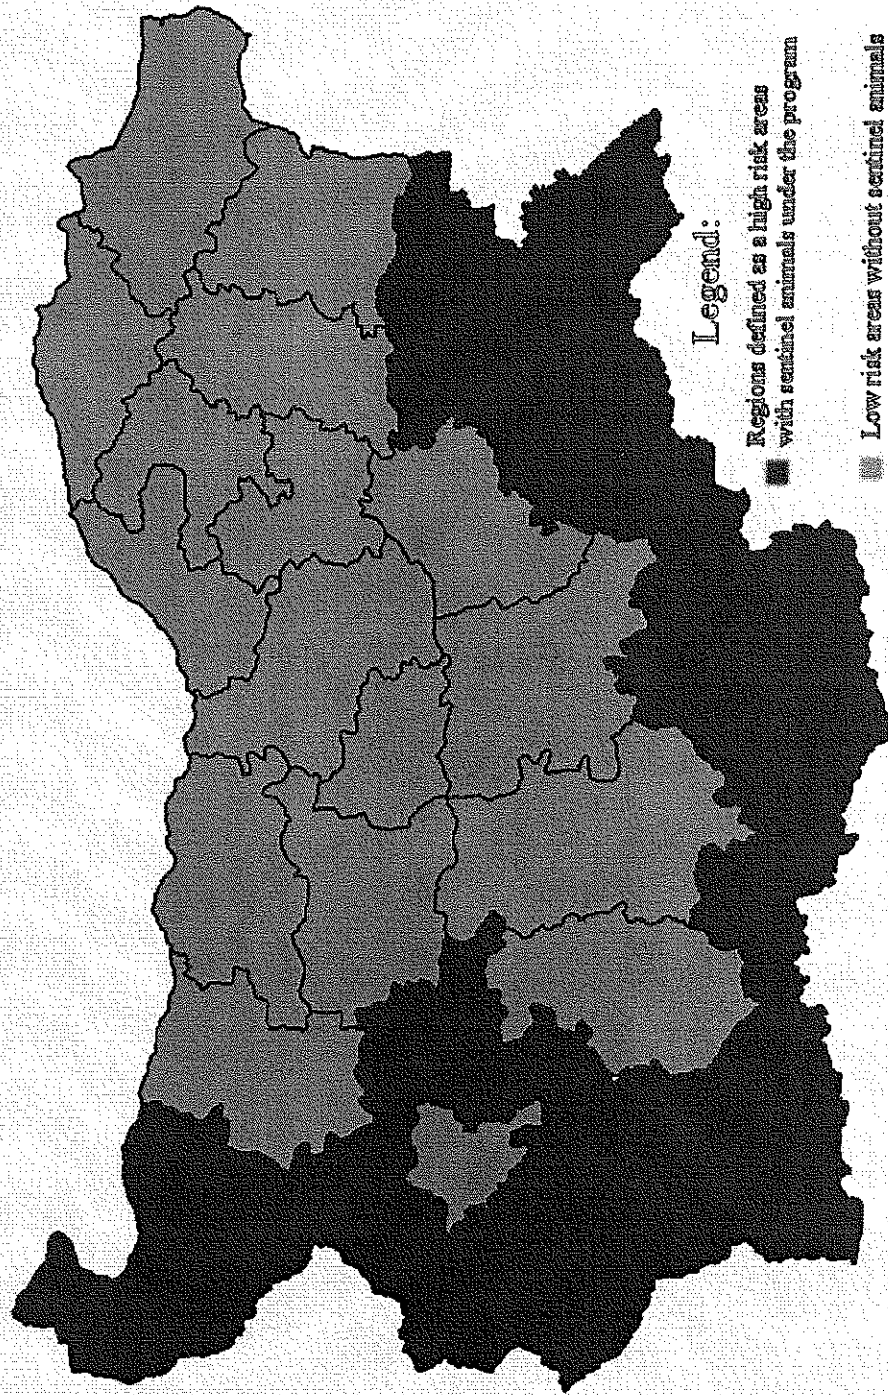 Legend:
Regions defined as a high risk areas
with sentinel animals under the program
Low risk areas without sentinel animals